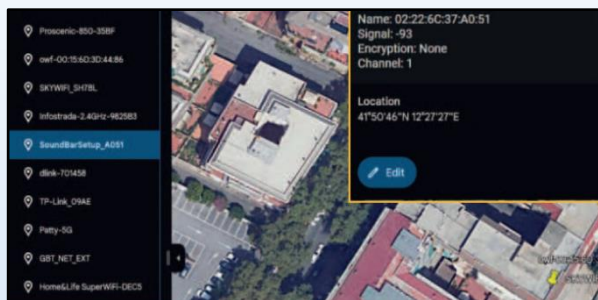 Proscenic-850-35BF
owf-00:15:6D:3D:44:86
SKYWIFI_SH78L
Infostrada-2.4GHz-9825B3
SoundBarSetup_A051
dlink-701458
TP-Link_09AE
Patty-5G
GBT_NET_EXT
Home&Life SuperWiFi-DEC5
Name: 02:22:6C:37:A0:51
Signal: -93
Encryption: None
Channel: 1
Location
41°50'46"N 12°27'27"E
Edit